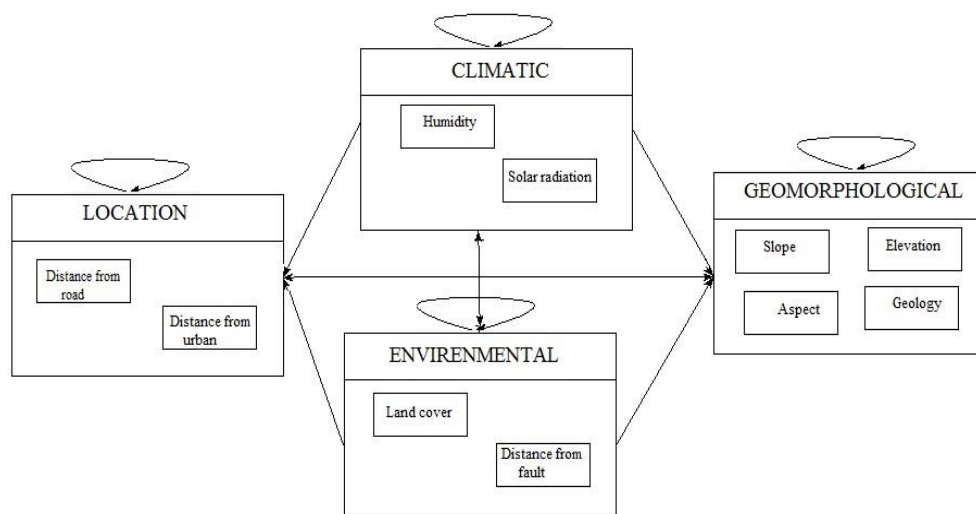 CLIMATIC
Humidity
Solar radiation
LOCATION
Distance from
road
Distance from
urban
GEOMORPHOLOGICAL
Slope
Elevation
Aspect
Geology
ENVIRENMENTAL
Land cover
Distance from
fault